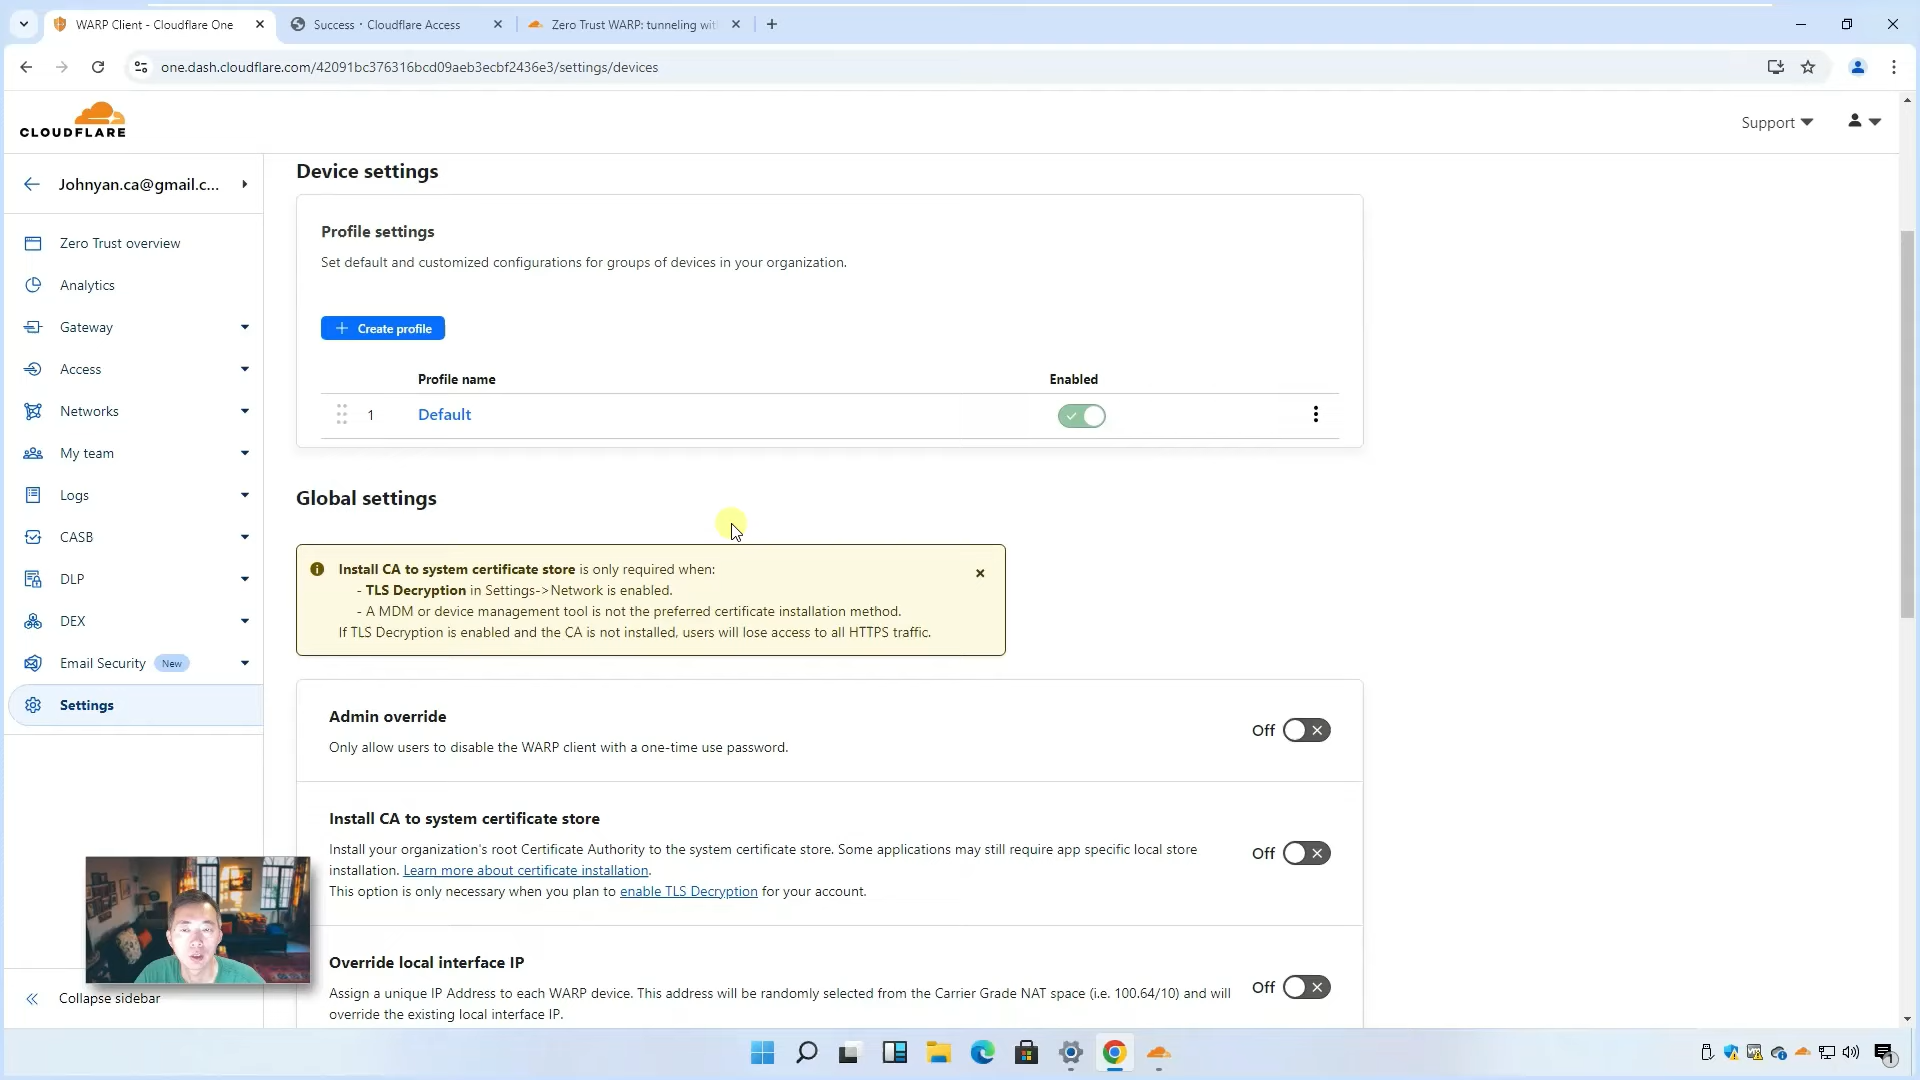 WARP Client - Cloudflare One
Success · Cloudflare Access
Zero Trust WARP: tunneling wit
one.dash.cloudflare.com/42091bc376316bcd09aeb3ecbf2436e3/settings/devices
CLOUDFLARE
Support
Johnyan.ca@gmail.c...
Zero Trust overview
Analytics
Gateway
Access
Networks
My team
Logs
CASB
DLP
DEX
Email Security New
Settings
Collapse sidebar
Device settings
Profile settings
Set default and customized configurations for groups of devices in your organization.
Create profile
Profile name Enabled
1 Default
Global settings
Install CA to system certificate store is only required when:
- TLS Decryption in Settings->Network is enabled.
- A MDM or device management tool is not the preferred certificate installation method.
If TLS Decryption is enabled and the CA is not installed, users will lose access to all HTTPS traffic.
Admin override
Only allow users to disable the WARP client with a one-time use password.
Off
Install CA to system certificate store
Install your organization's root Certificate Authority to the system certificate store. Some applications may still require app specific local store
installation. Learn more about certificate installation.
This option is only necessary when you plan to enable TLS Decryption for your account.
Off
Override local interface IP
Assign a unique IP Address to each WARP device. This address will be randomly selected from the Carrier Grade NAT space (i.e. 100.64/10) and will
override the existing local interface IP.
Off
1